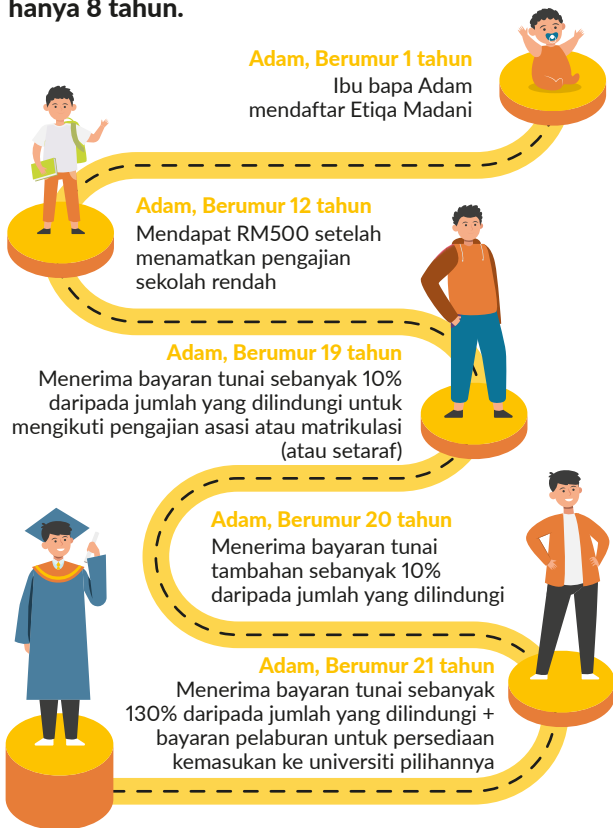 hanya 8 tahun.
Adam, Berumur 1 tahun
Ibu bapa Adam
mendaftar Etiqa Madani
Adam, Berumur 12 tahun
Mendapat RM500 setelah
menamatkan pengajian
sekolah rendah
Adam, Berumur 19 tahun
Menerima bayaran tunai sebanyak 10%
daripada jumlah yang dilindungi untuk
mengikuti pengajian asasi atau matrikulasi
(atau setaraf)
Adam, Berumur 20 tahun
Menerima bayaran tunai
tambahan sebanyak 10%
daripada jumlah yang dilindungi
Adam, Berumur 21 tahun
Menerima bayaran tunai sebanyak
130% daripada jumlah yang dilindungi +
bayaran pelaburan untuk persediaan
kemasukan ke universiti pilihannya